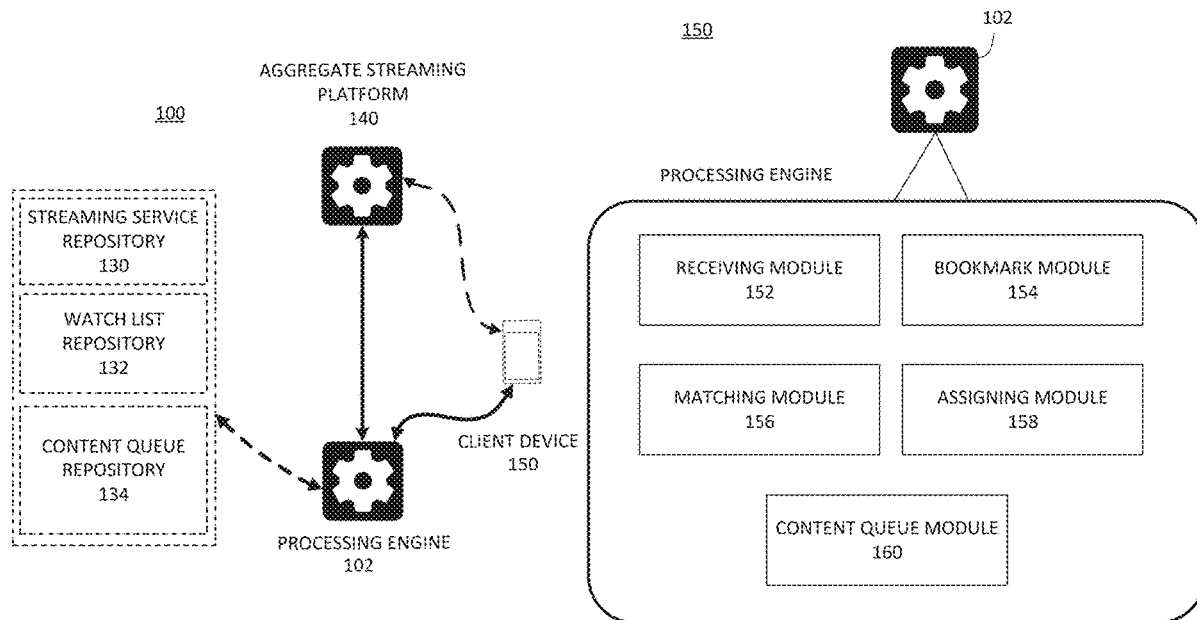 100
AGGREGATE STREAMING
PLATFORM
140
STREAMING SERVICE
REPOSITORY
130
WATCH LIST
REPOSITORY
132
CONTENT QUEUE
REPOSITORY
134
CLIENT DEVICE
150
PROCESSING ENGINE
102
150
102
PROCESSING ENGINE
RECEIVING MODULE
152
BOOKMARK MODULE
154
MATCHING MODULE
156
ASSIGNING MODULE
158
CONTENT QUEUE MODULE
160